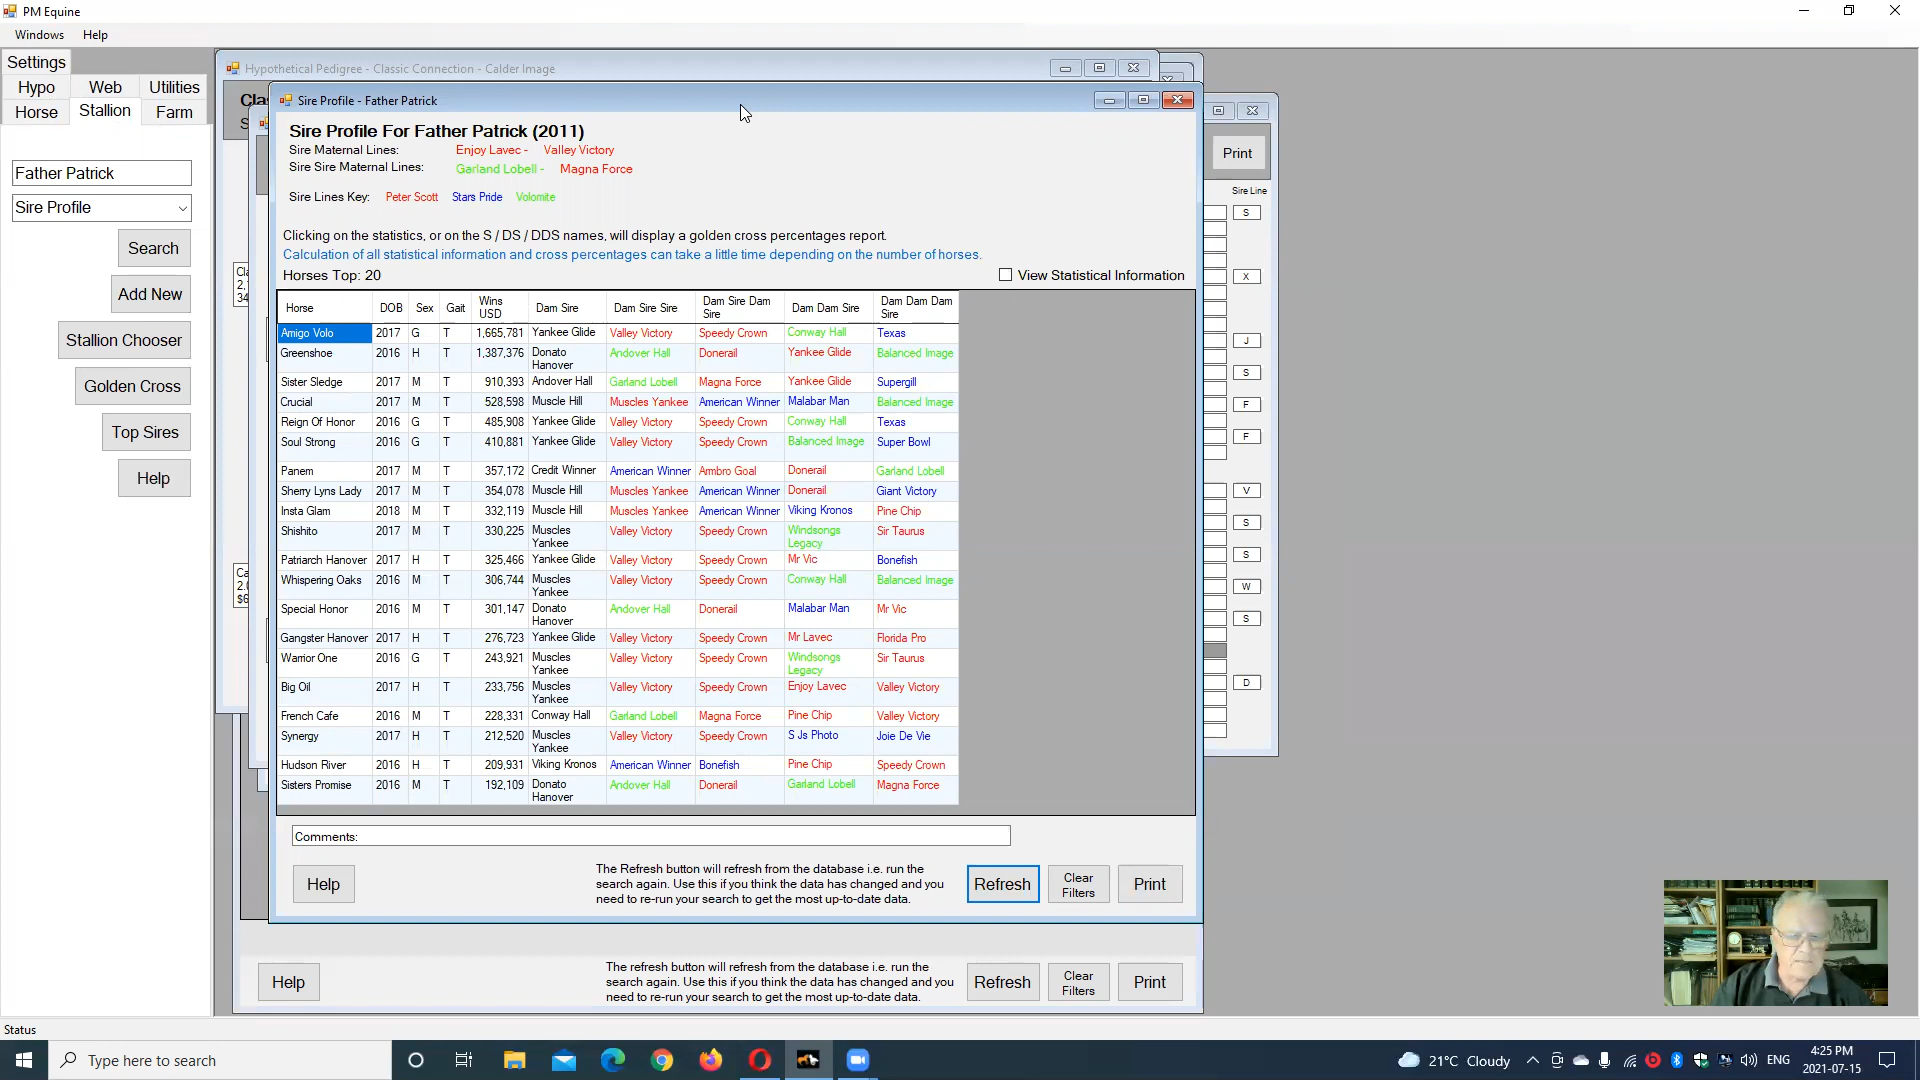 PM Equine
Windows Help
Settings
Hypo Web Utilities
Horse Stallion Farm
Father Patrick
Sire Profile
Search
Add New
Stallion Chooser
Golden Cross
Top Sires
Help
Hypothetical Pedigree - Classic Connection - Calder Image
Sire Profile - Father Patrick
Sire Profile For Father Patrick (2011)
Sire Maternal Lines: Enjoy Lavec - Valley Victory
Sire Sire Maternal Lines: Garland Lobell - Magna Force
Sire Lines Key: Peter Scott Stars Pride Volomite
Clicking on the statistics, or on the S / DS / DDS names, will display a golden cross percentages report.
Calculation of all statistical information and cross percentages can take a little time depending on the number of horses.
Horses Top: 20 View Statistical Information
Horse DOB Sex Gait Wins USD Dam Sire Dam Sire Sire Dam Sire Dam Sire Dam Dam Sire Dam Dam Dam Sire
Amigo Volo 2017 G T 1,665,781 Yankee Glide Valley Victory Speedy Crown Conway Hall Texas
Greenshoe 2016 H T 1,387,376 Donato Hanover Andover Hall Donerail Yankee Glide Balanced Image
Sister Sledge 2017 M T 910,393 Andover Hall Garland Lobell Magna Force Yankee Glide Supergill
Crucial 2017 M T 528,598 Muscle Hill Muscles Yankee American Winner Malabar Man Balanced Image
Reign Of Honor 2016 G T 485,908 Yankee Glide Valley Victory Speedy Crown Conway Hall Texas
Soul Strong 2016 G T 410,881 Yankee Glide Valley Victory Speedy Crown Balanced Image Super Bowl
Panem 2017 M T 357,172 Credit Winner American Winner Ambro Goal Donerail Garland Lobell
Sherry Lyns Lady 2017 M T 354,078 Muscle Hill Muscles Yankee American Winner Donerail Giant Victory
Insta Glam 2018 M T 332,119 Muscle Hill Muscles Yankee American Winner Viking Kronos Pine Chip
Shishito 2017 M T 330,225 Muscles Yankee Valley Victory Speedy Crown Windsongs Legacy Sir Taurus
Patriarch Hanover 2017 H T 325,466 Yankee Glide Valley Victory Speedy Crown Mr Vic Bonefish
Whispering Oaks 2016 M T 306,744 Muscles Yankee Valley Victory Speedy Crown Conway Hall Balanced Image
Special Honor 2016 M T 301,147 Donato Hanover Andover Hall Donerail Malabar Man Mr Vic
Gangster Hanover 2017 H T 276,723 Yankee Glide Valley Victory Speedy Crown Mr Lavec Florida Pro
Warrior One 2016 G T 243,921 Muscles Yankee Valley Victory Speedy Crown Windsongs Legacy Sir Taurus
Big Oil 2017 H T 233,756 Muscles Yankee Valley Victory Speedy Crown Enjoy Lavec Valley Victory
French Cafe 2016 M T 228,331 Conway Hall Garland Lobell Magna Force Pine Chip Valley Victory
Synergy 2017 H T 212,520 Muscles Yankee Valley Victory Speedy Crown S Js Photo Joie De Vie
Hudson River 2016 H T 209,931 Viking Kronos American Winner Bonefish Pine Chip Speedy Crown
Sisters Promise 2016 M T 192,109 Donato Hanover Andover Hall Donerail Garland Lobell Magna Force
Comments:
Help
The Refresh button will refresh from the database i.e. run the
search again. Use this if you think the data has changed and you
need to re-run your search to get the most up-to-date data.
Refresh Clear Filters Print
Help
The refresh button will refresh from the database i.e. run the
search again. Use this if you think the data has changed and you
need to re-run your search to get the most up-to-date data.
Refresh Clear Filters Print
Print
Sire Line
S
X
J
S
F
F
V
S
S
W
S
D
Status
Type here to search
21°C Cloudy ENG 4:25 PM
2021-07-15